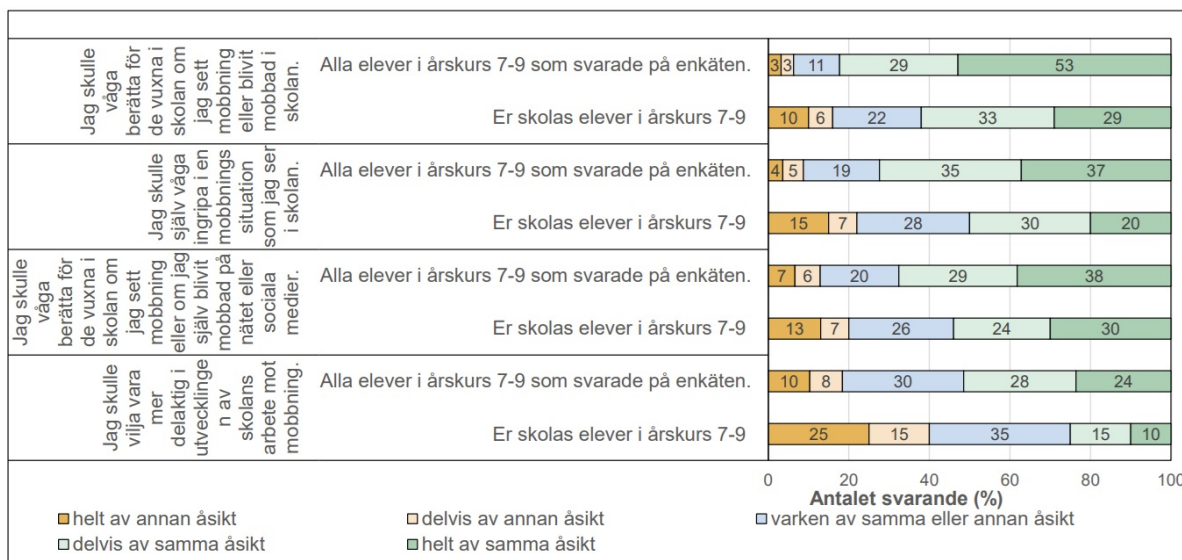 Jag skulle
våga
berätta för
de vuxna i
skolan om
jag sett
mobbning
eller blivit
mobbad i
skolan.
Alla elever i årskurs 7-9 som svarade på enkäten.
3 3 11 29 53
Er skolas elever i årskurs 7-9
10 6 22 33 29
Jag skulle
själv våga
ingripa i en
mobbnings
situation
som jag ser
i skolan.
Alla elever i årskurs 7-9 som svarade på enkäten.
4 5 19 35 37
Er skolas elever i årskurs 7-9
15 7 28 30 20
Jag skulle
våga
berätta för
de vuxna i
skolan om
jag sett
mobbning
eller om jag
själv blivit
mobbad på
nätet eller
sociala
medier.
Alla elever i årskurs 7-9 som svarade på enkäten.
7 6 20 29 38
Er skolas elever i årskurs 7-9
13 7 26 24 30
Jag skulle
vilja vara
mer
delaktig i
utvecklinge
n av
skolans
arbete mot
mobbning.
Alla elever i årskurs 7-9 som svarade på enkäten.
10 8 30 28 24
Er skolas elever i årskurs 7-9
25 15 35 15 10
0 20 40 60 80 100
Antalet svarande (%)
helt av annan åsikt
delvis av annan åsikt
varken av samma eller annan åsikt
delvis av samma åsikt
helt av samma åsikt